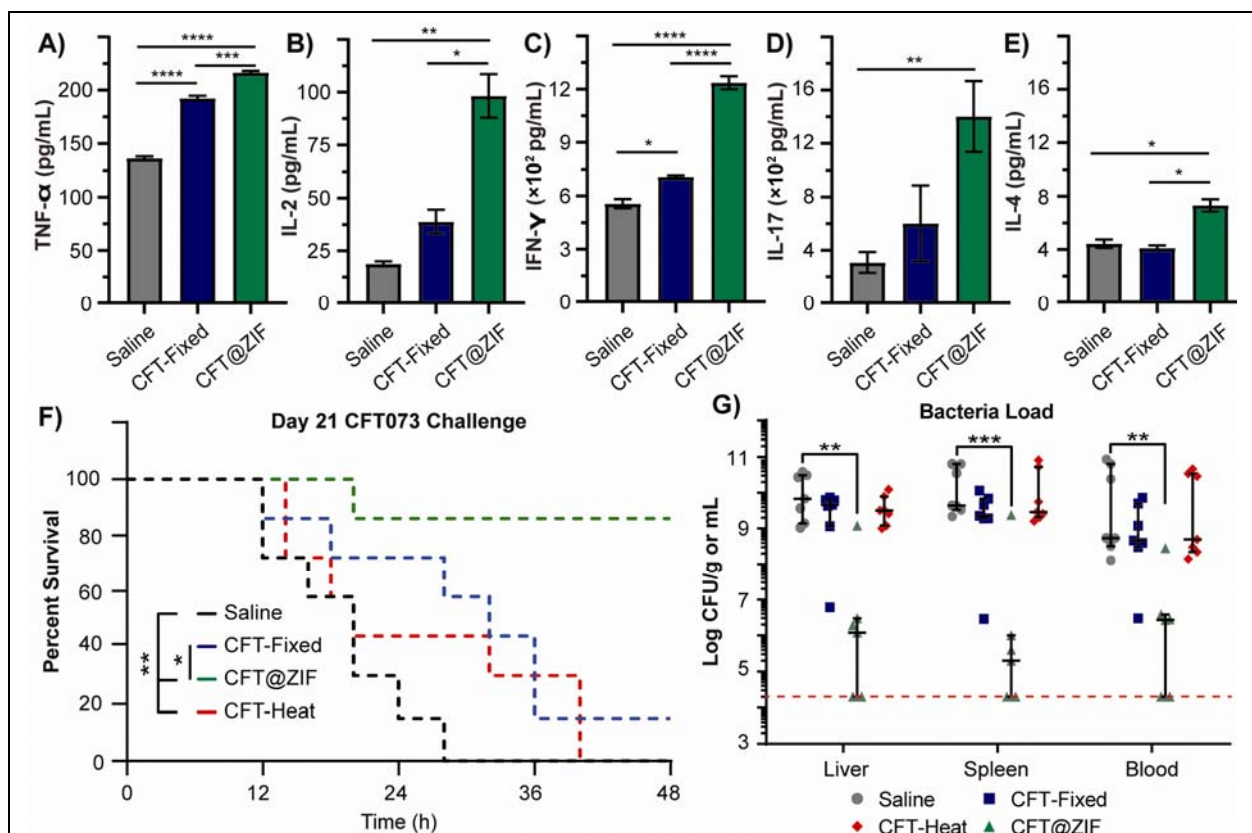 A)
TNF-α (pg/mL)
200
150
100
50
0
****
****
***
Saline
CFT-Fixed
CFT@ZIF
B)
IL-2 (pg/mL)
100
75
50
25
0
**
*
Saline
CFT-Fixed
CFT@ZIF
C)
IFN-γ (×10² pg/mL)
12
9
6
3
0
****
****
*
Saline
CFT-Fixed
CFT@ZIF
D)
IL-17 (×10² pg/mL)
16
12
8
4
0
**
Saline
CFT-Fixed
CFT@ZIF
E)
IL-4 (pg/mL)
16
12
8
4
0
*
*
Saline
CFT-Fixed
CFT@ZIF
F)
Day 21 CFT073 Challenge
Percent Survival
100
80
60
40
20
0
** * Saline
CFT-Fixed
CFT@ZIF
CFT-Heat
0 12 24 36 48
Time (h)
G)
Bacteria Load
Log CFU/g or mL
11
9
7
5
3
**
***
**
Liver Spleen Blood
Saline CFT-Fixed
CFT-Heat CFT@ZIF